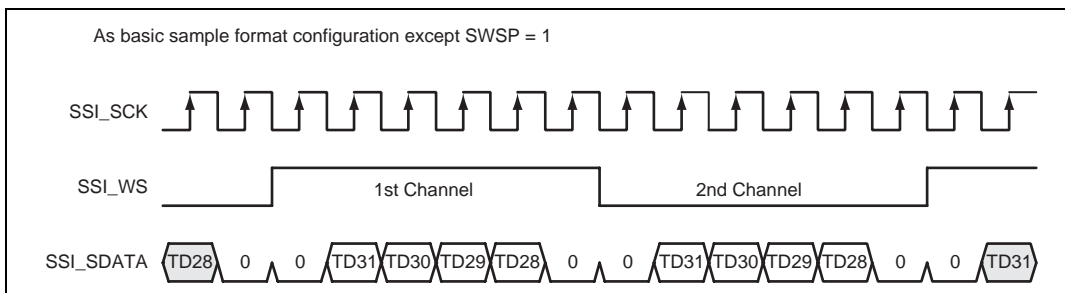 As basic sample format configuration except SWSP = 1
SSI_SCK
SSI_WS 1st Channel 2nd Channel
SSI_SDATA TD28 0 0 TD31 TD30 TD29 TD28 0 0 TD31 TD30 TD29 TD28 0 0 TD31